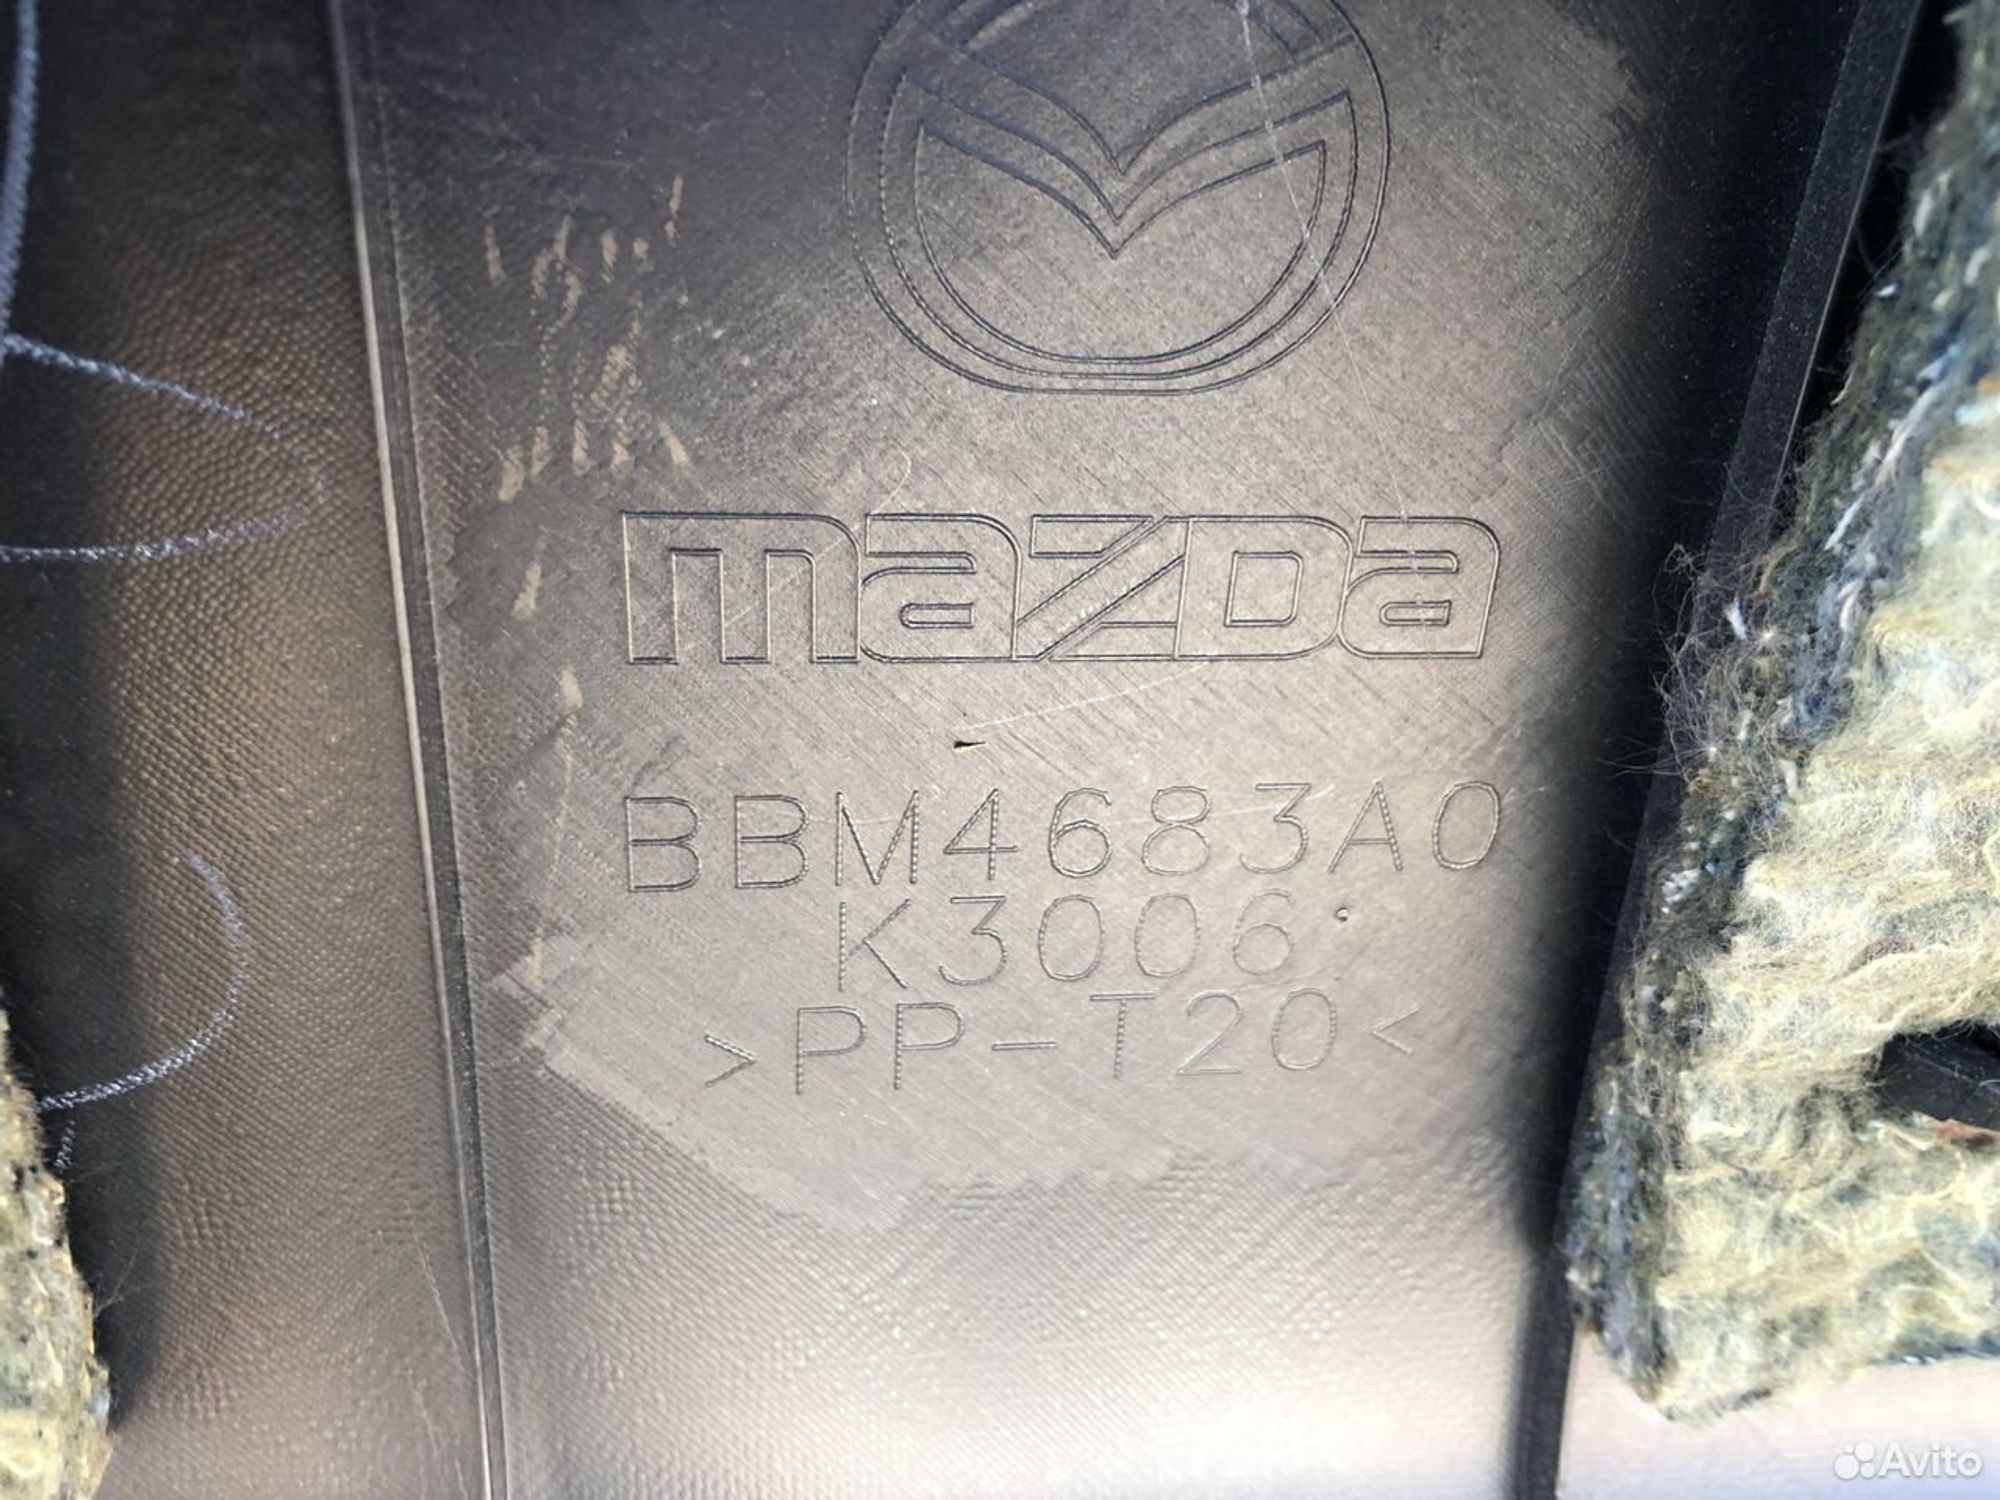 mazda
BBM4683A0
K3006
>PP-T20<
Avito